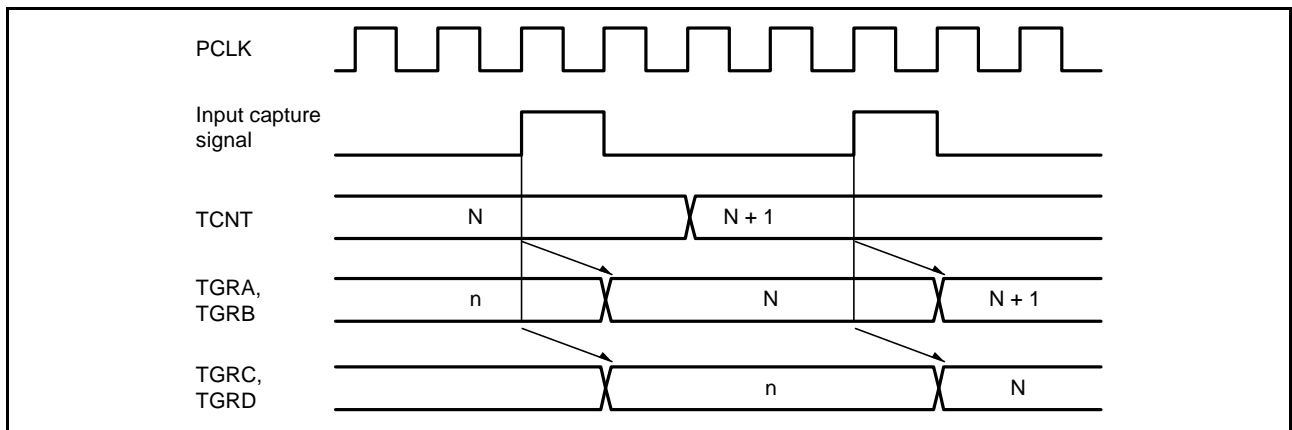 PCLK
Input capture
signal
TCNT
N
N + 1
TGRA,
TGRB
n
N
N + 1
TGRC,
TGRD
n
N